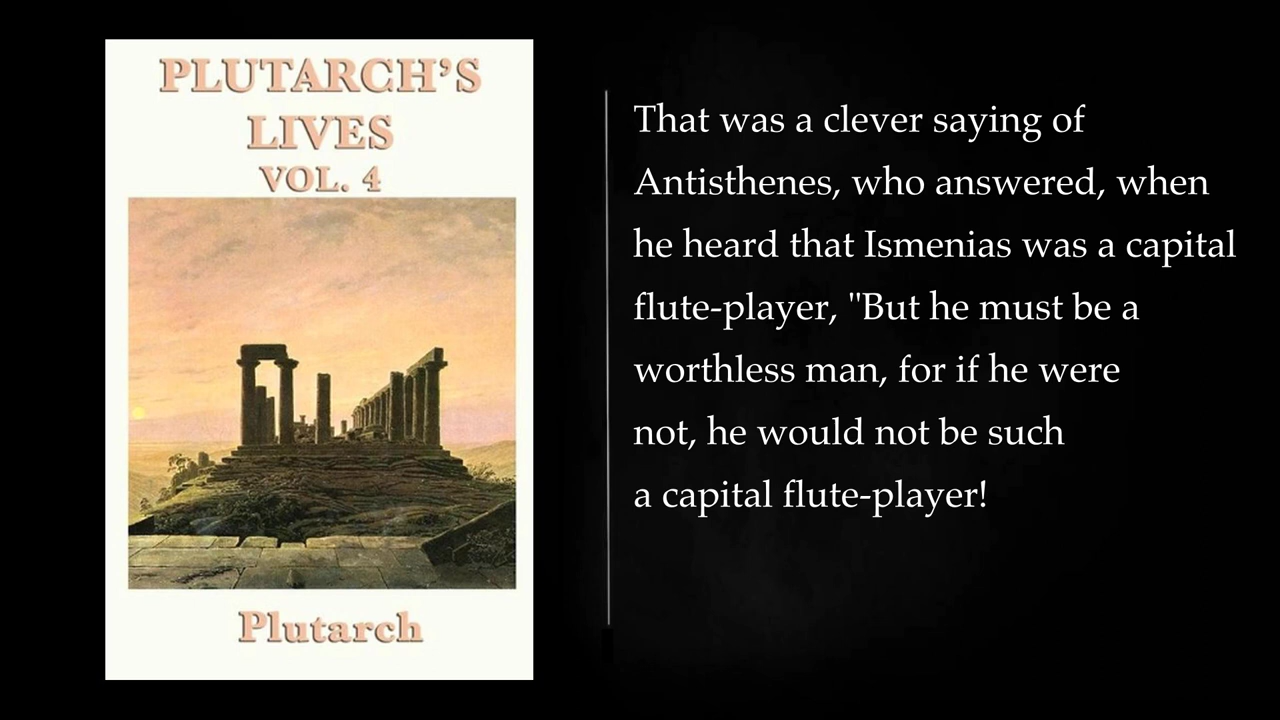 PLUTARCH'S
LIVES
VOL. 4
Plutarch
That was a clever saying of
Antisthenes, who answered, when
he heard that Ismenias was a capital
flute-player, "But he must be a
worthless man, for if he were
not, he would not be such
a capital flute-player!